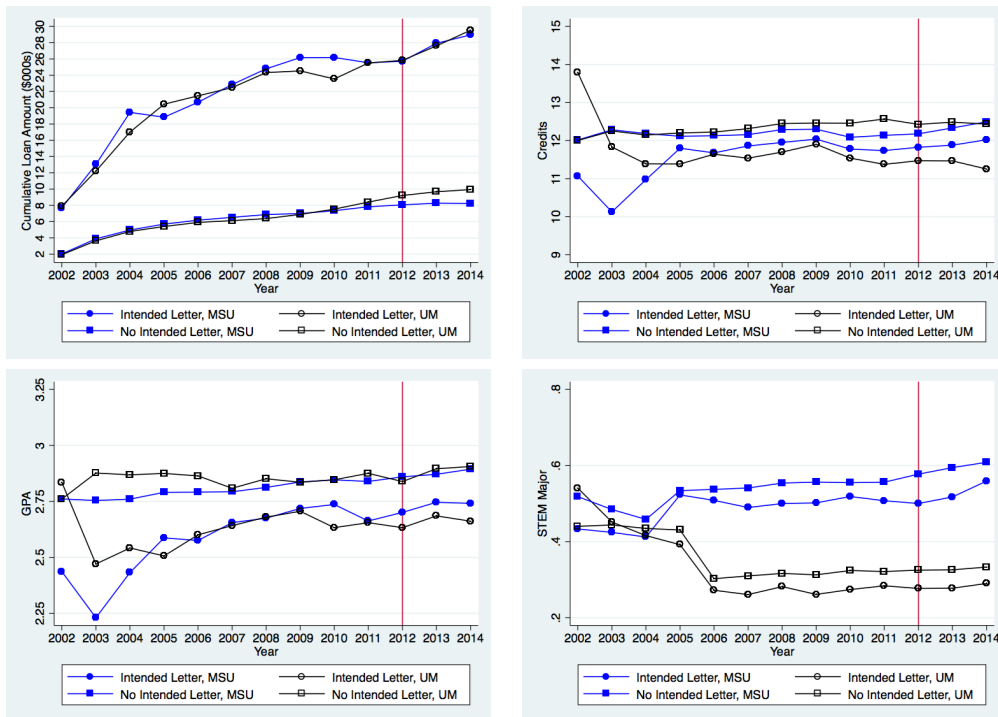 Cumulative Loan Amount ($000s)
30
28
26
24
22
20
18
16
14
12
10
8
6
4
2
2002 2003 2004 2005 2006 2007 2008 2009 2010 2011 2012 2013 2014
Year
Intended Letter, MSU Intended Letter, UM
No Intended Letter, MSU No Intended Letter, UM
Credits
15
14
13
12
11
10
9
2002 2003 2004 2005 2006 2007 2008 2009 2010 2011 2012 2013 2014
Year
Intended Letter, MSU Intended Letter, UM
No Intended Letter, MSU No Intended Letter, UM
GPA
3.25
3
2.75
2.5
2.25
2002 2003 2004 2005 2006 2007 2008 2009 2010 2011 2012 2013 2014
Year
Intended Letter, MSU Intended Letter, UM
No Intended Letter, MSU No Intended Letter, UM
STEM Major
.8
.6
.4
.2
2002 2003 2004 2005 2006 2007 2008 2009 2010 2011 2012 2013 2014
Year
Intended Letter, MSU Intended Letter, UM
No Intended Letter, MSU No Intended Letter, UM